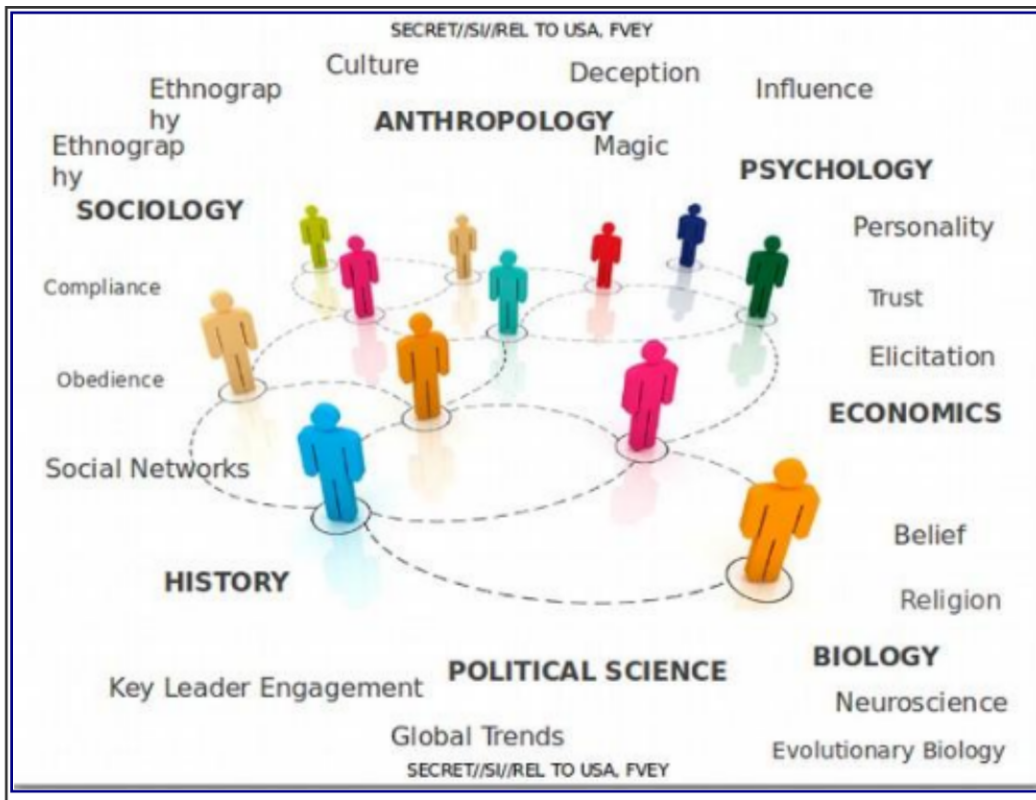 SECRET//SI//REL TO USA, FVEY
Culture
Deception
Influence
Ethnograp
hy
ANTHROPOLOGY
Magic
Ethnograp
hy
PSYCHOLOGY
SOCIOLOGY
Personality
Compliance
Trust
Elicitation
Obedience
ECONOMICS
Social Networks
Belief
HISTORY
Religion
BIOLOGY
POLITICAL SCIENCE
Key Leader Engagement
Neuroscience
Global Trends
Evolutionary Biology
SECRET//SI//REL TO USA, FVEY